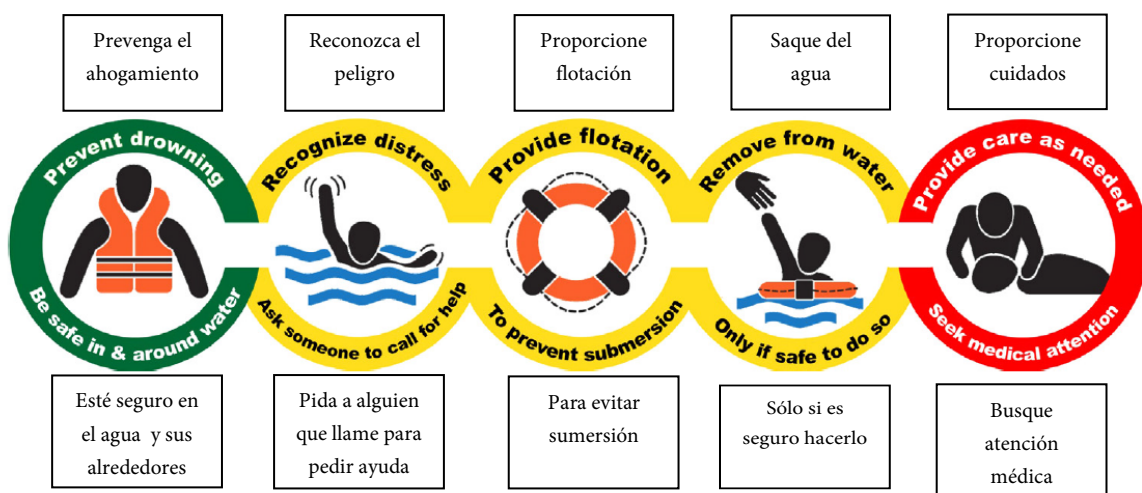 Prevenga el
ahogamiento
Reconozca el
peligro
Proporcione
flotación
Saque del
agua
Proporcione
cuidados
Prevent drowning
Recognize distress
Provide flotation
Remove from water
Provide care as needed
Be safe in & around water
Ask someone to call for help
To prevent submersion
Only if safe to do so
Seek medical attention
Esté seguro en
el agua y sus
alrededores
Pida a alguien
que llame para
pedir ayuda
Para evitar
sumersión
Sólo si es
seguro hacerlo
Busque
atención
médica